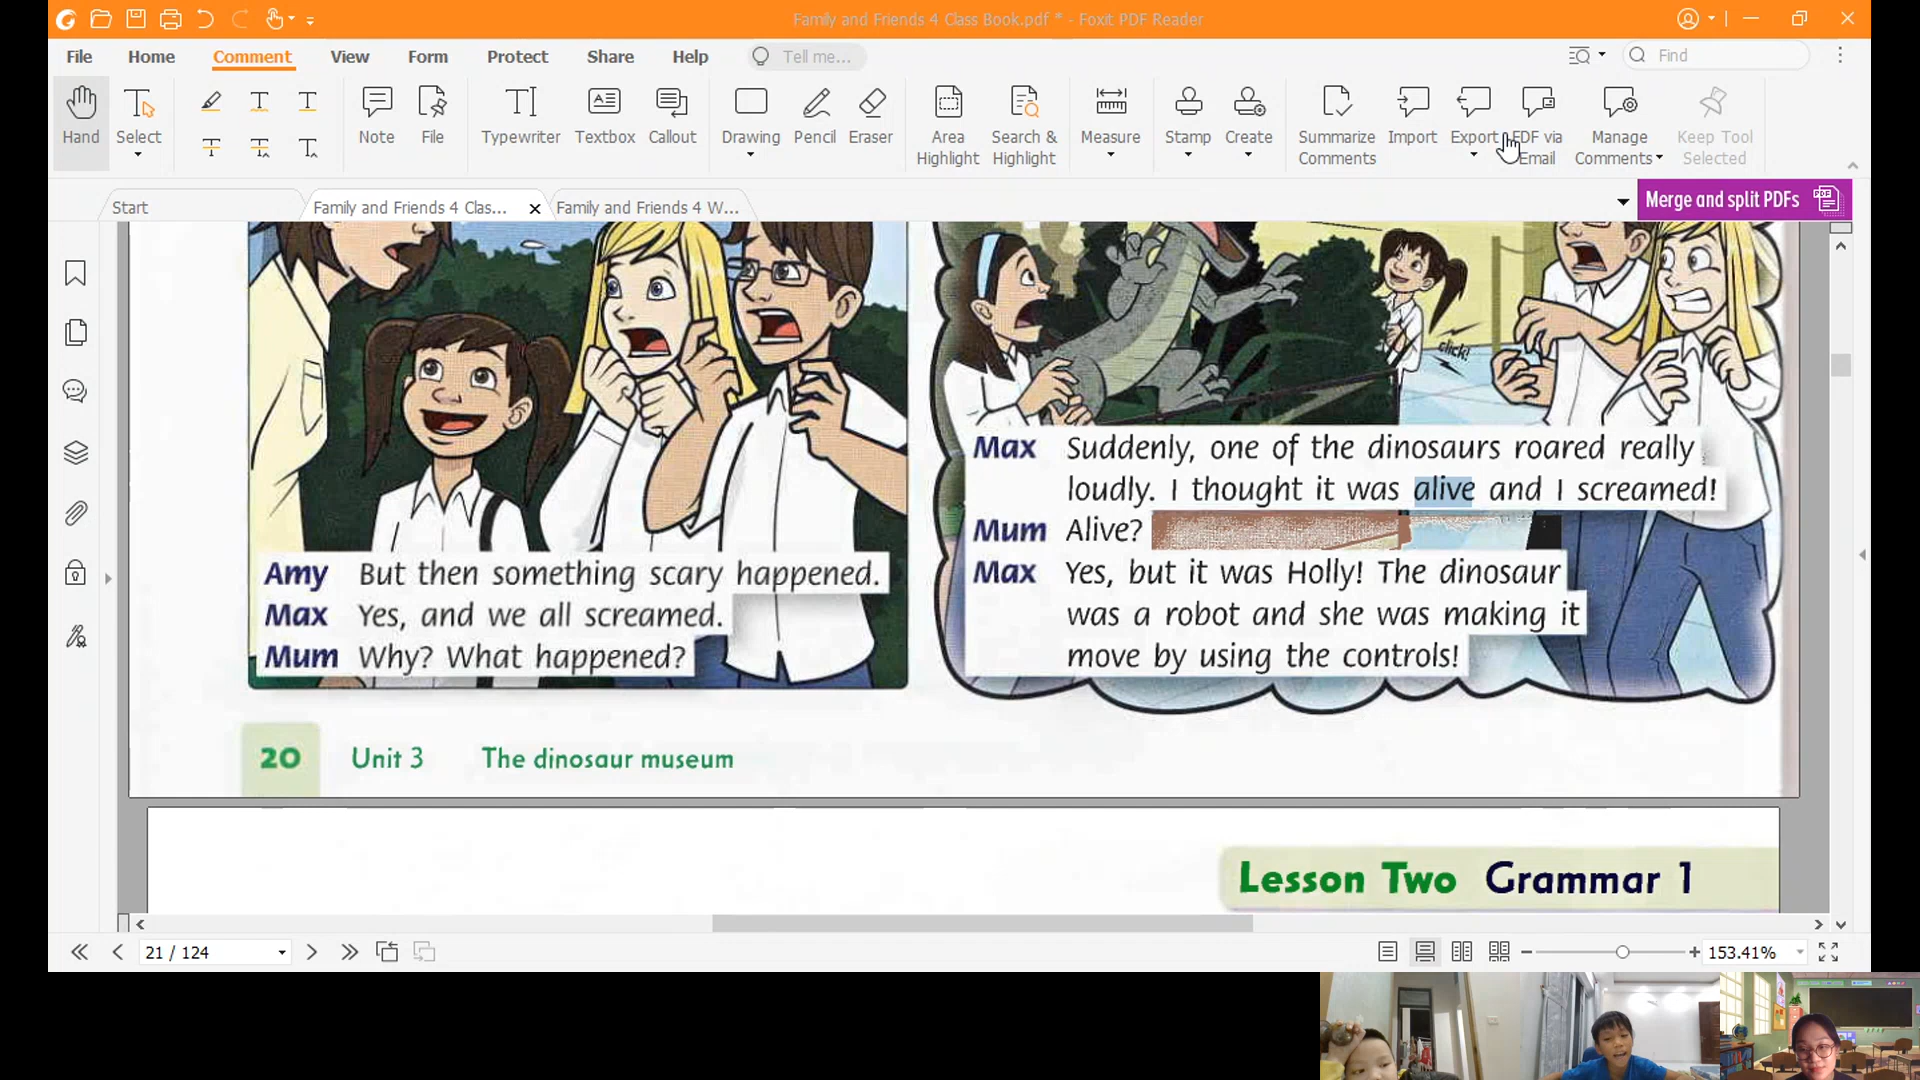 Family and Friends 4 Class Book.pdf * - Foxit PDF Reader
File Home Comment View Form Protect Share Help Tell me... Find
Hand Select Note File Typewriter Textbox Callout Drawing Pencil Eraser Area Highlight Search & Highlight Measure Stamp Create Summarize Comments Import Export FDF via Email Manage Comments Keep Tool Selected
Start Family and Friends 4 Clas... Family and Friends 4 W... Merge and split PDFs
click!
Amy But then something scary happened.
Max Yes, and we all screamed.
Mum Why? What happened?
Max Suddenly, one of the dinosaurs roared really
loudly. I thought it was alive and I screamed!
Mum Alive?
Max Yes, but it was Holly! The dinosaur
was a robot and she was making it
move by using the controls!
20 Unit 3 The dinosaur museum
Lesson Two Grammar 1
21 / 124 153.41%